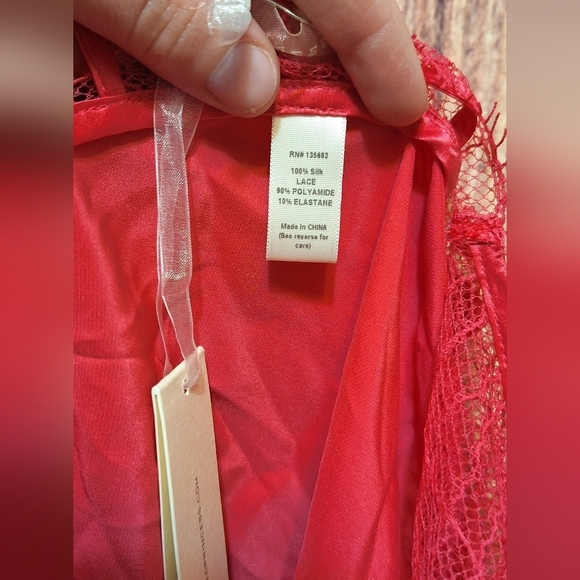 RN# 135683
100% Silk
LACE
90% POLYAMIDE
10% ELASTANE
Made in CHINA
(See reverse for
care)